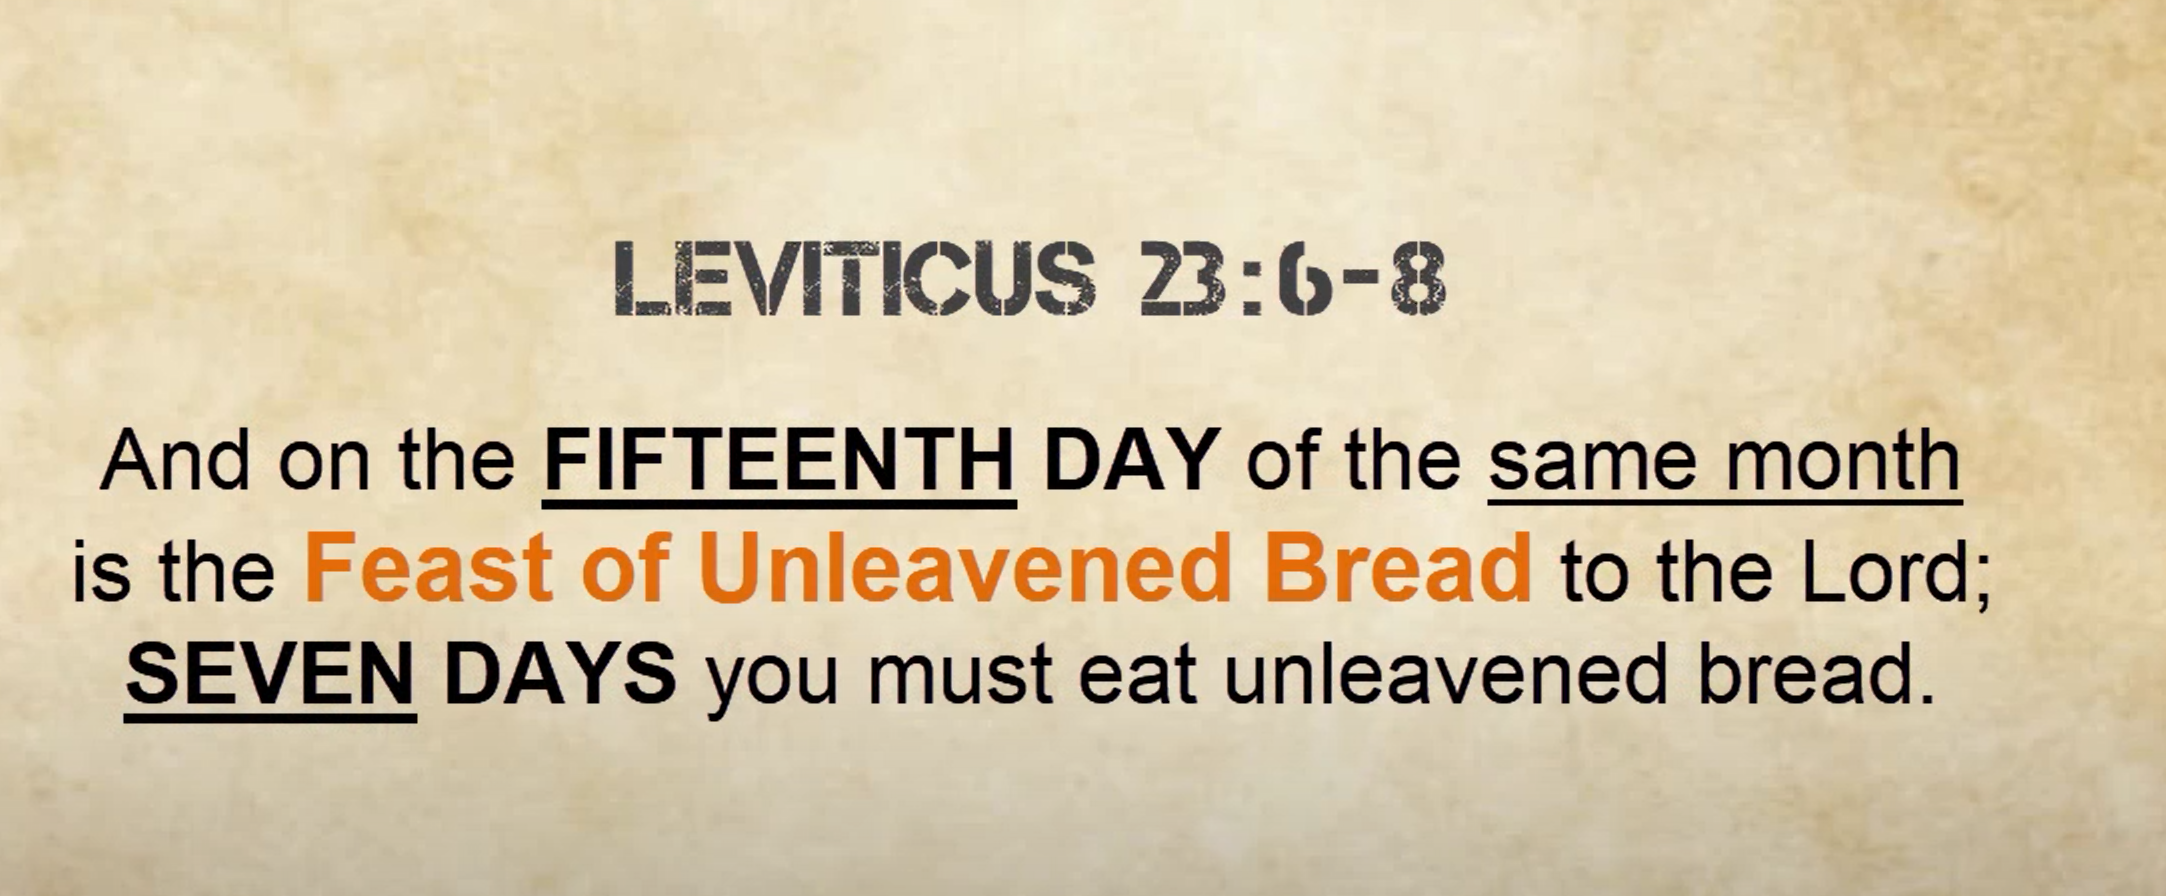 LEVITICUS 23:6-8
And on the FIFTEENTH DAY of the same month
is the Feast of Unleavened Bread to the Lord;
SEVEN DAYS you must eat unleavened bread.